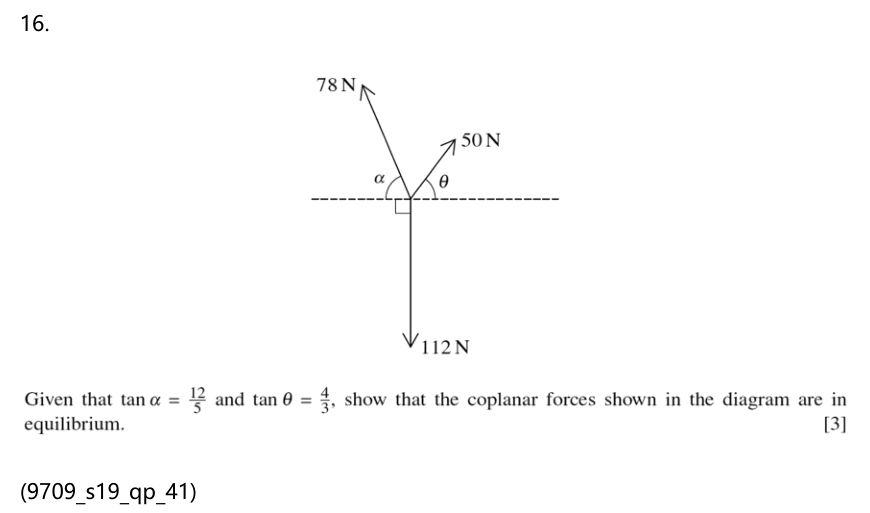 16.
78 N
50 N
α
θ
112 N
Given that tan α = 12/5 and tan θ = 4/3, show that the coplanar forces shown in the diagram are in
equilibrium. [3]
(9709_s19_qp_41)